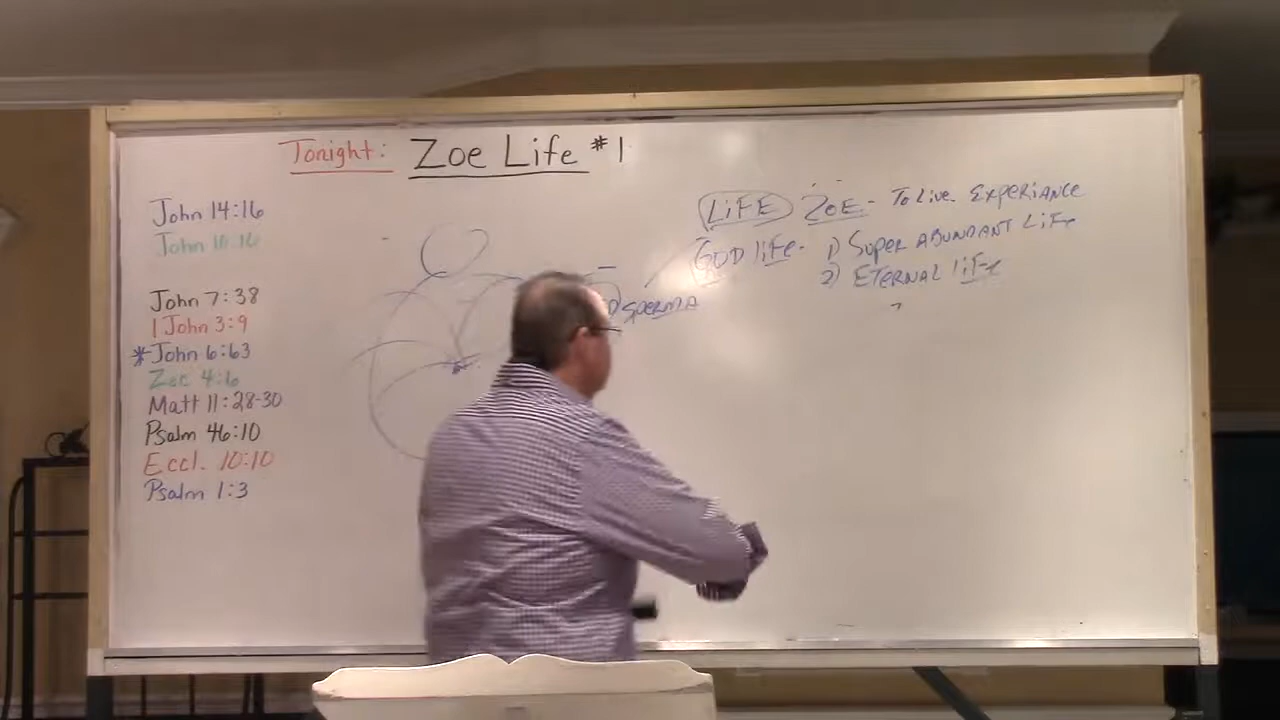 Tonight: Zoe Life #1
John 14:16
John 10:10
John 7:38
1 John 3:9
*John 6:63
Zec 4:6
Matt 11:28-30
Psalm 46:10
Eccl. 10:10
Psalm 1:3
SPERMA
LIFE ZOE- TO LIVE EXPERIANCE
GOD LIFE- 1) SUPER ABUNDANT LIFE
2) ETERNAL LIFE